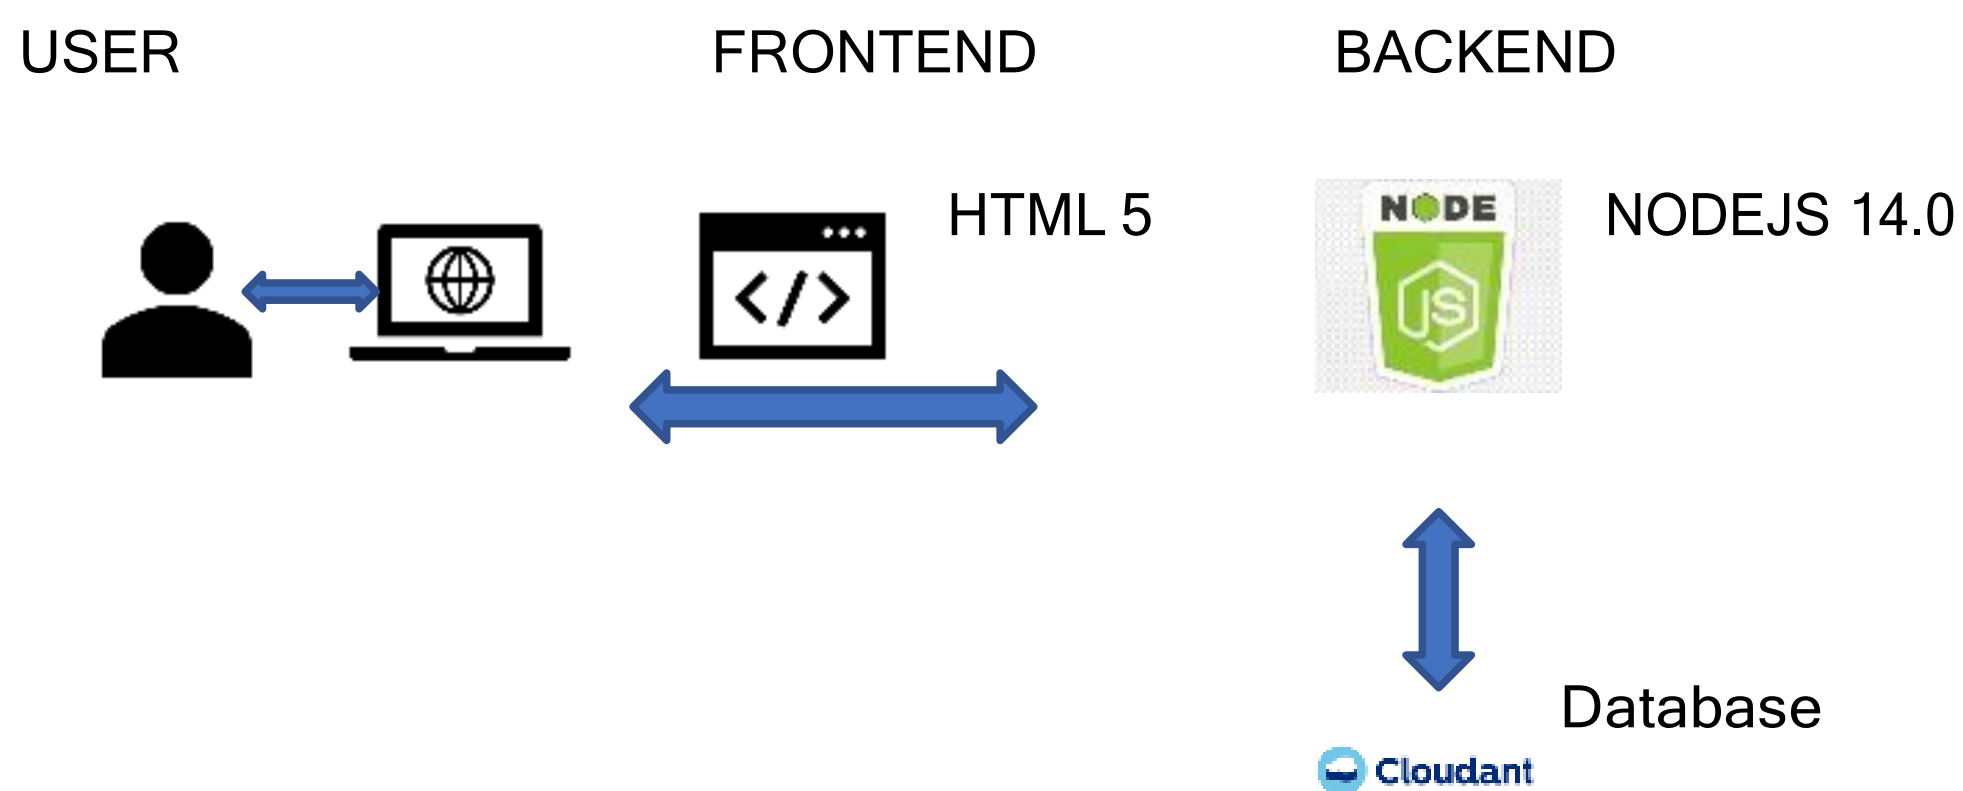 USER
FRONTEND
BACKEND
HTML 5
</>
NODE
JS
NODEJS 14.0
Database
Cloudant